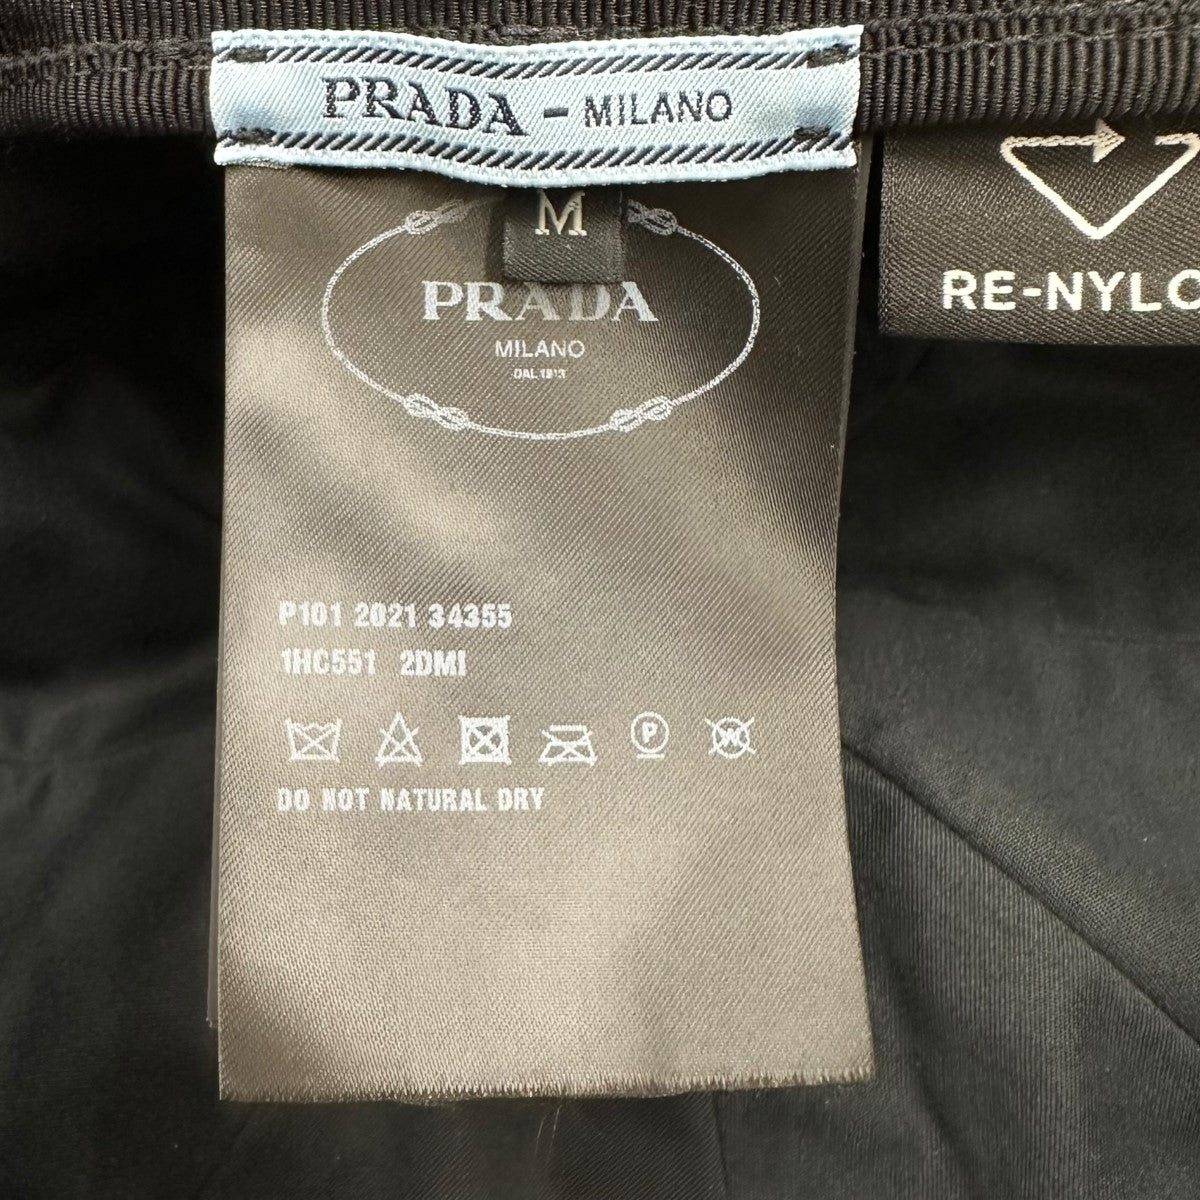 PRADA - MILANO
M
RE-NYLO
PRADA
MILANO
DAL 1913
P101 2021 34355
1HC551 2DMI
P
W
DO NOT NATURAL DRY